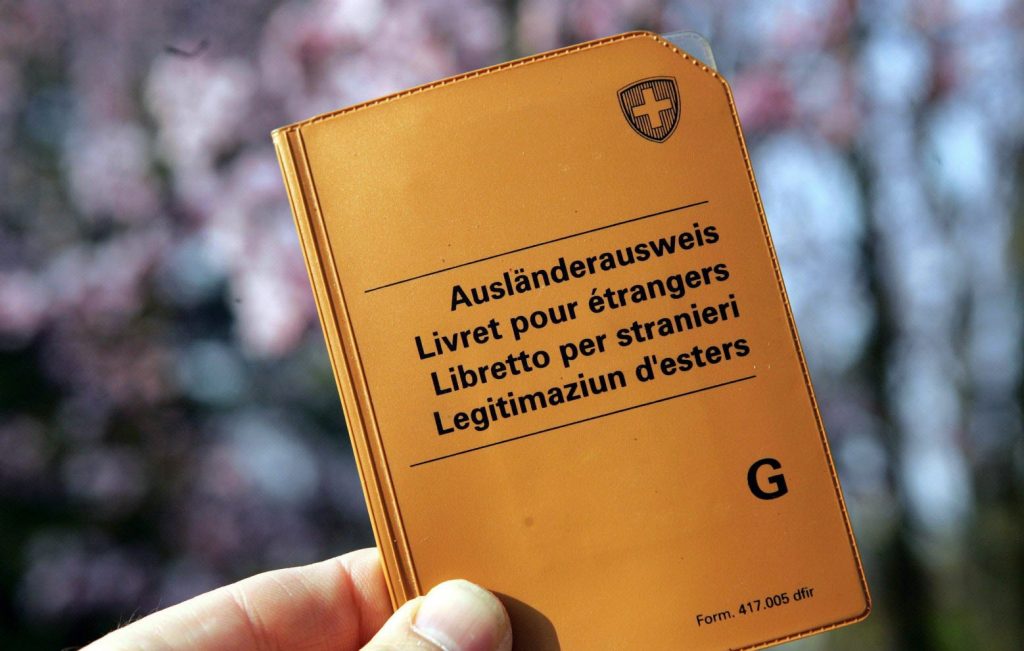 Ausländerausweis
Livret pour étrangers
Libretto per stranieri
Legitimaziun d'esters
G
Form. 417.005 dfir